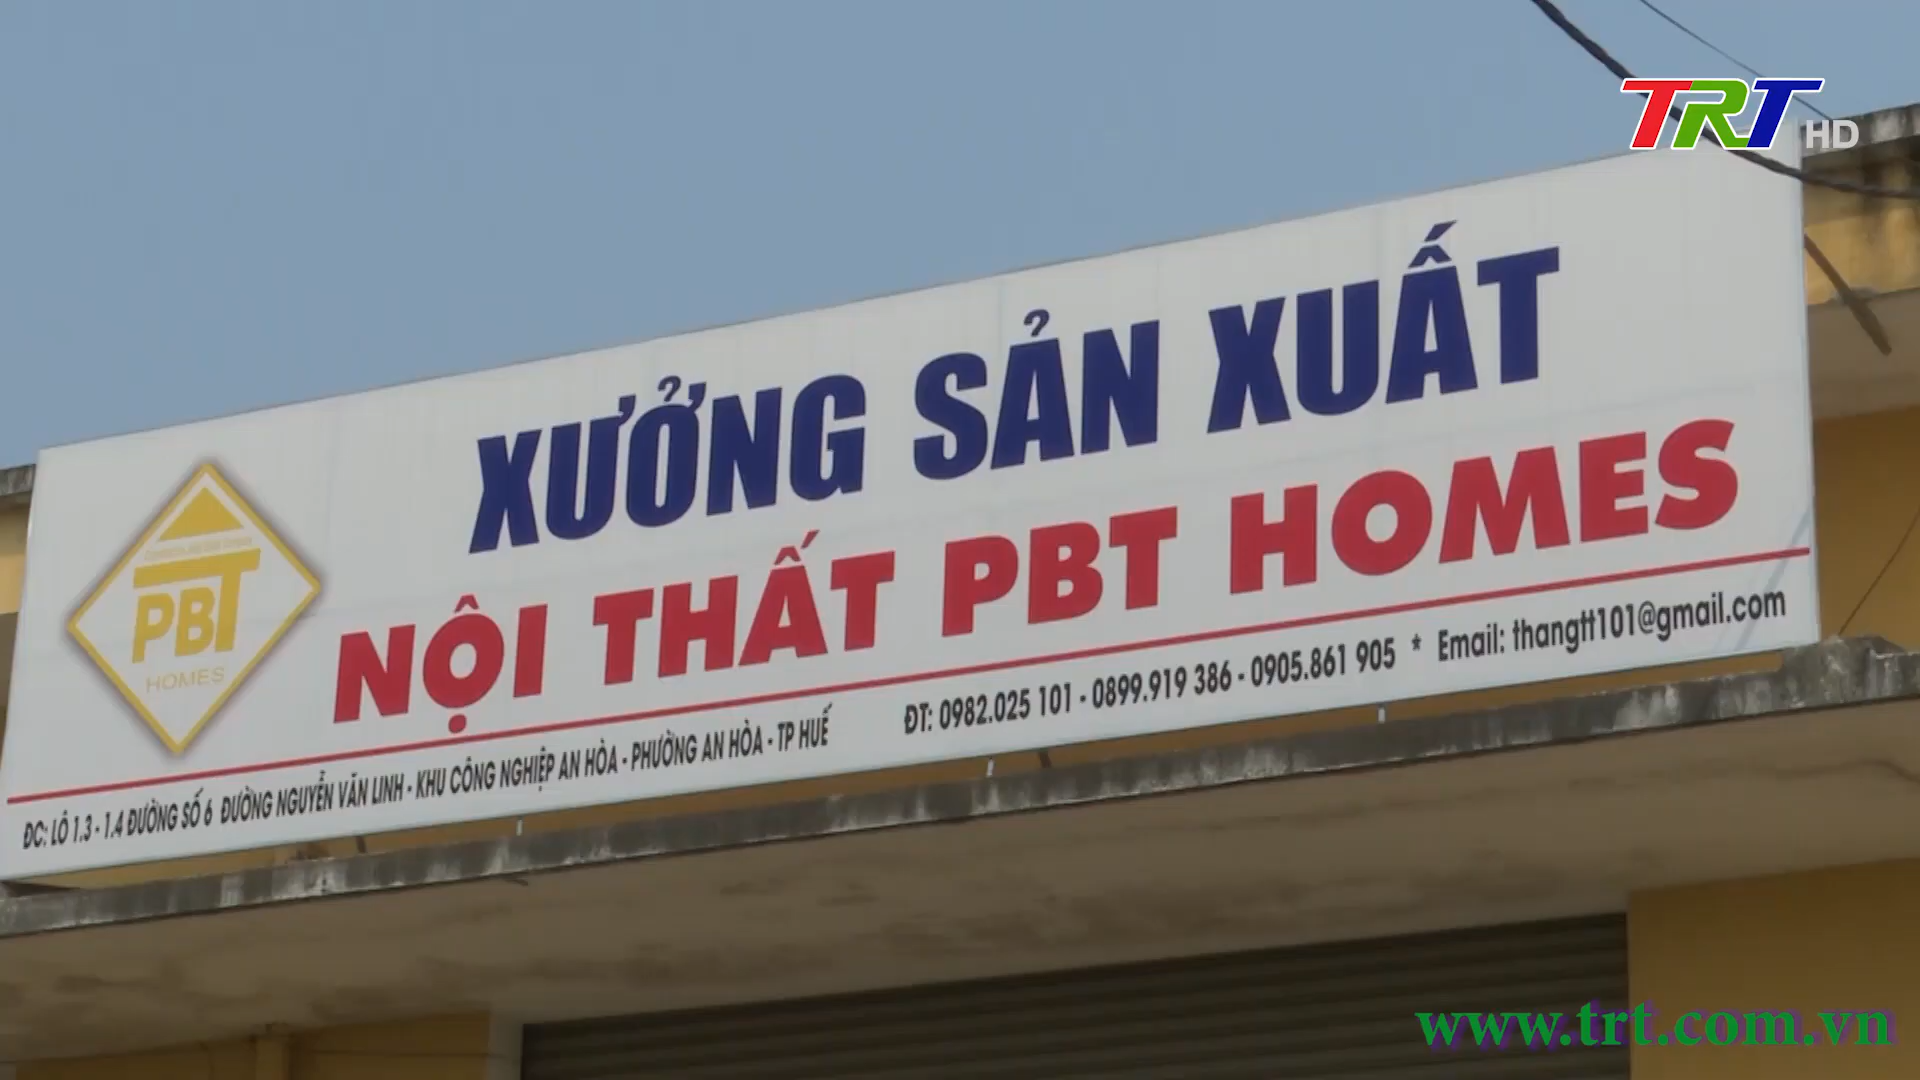 TRT HD
XƯỞNG SẢN XUẤT
NỘI THẤT PBT HOMES
PBT
HOMES
ĐC: LÔ 1.3 - 1.4 ĐƯỜNG SỐ 6 ĐƯỜNG NGUYỄN VĂN LINH - KHU CÔNG NGHIỆP AN HÒA - PHƯỜNG AN HÒA - TP HUẾ
ĐT: 0982.025 101 - 0899.919 386 - 0905.861 905 * Email: thangtt101@gmail.com
www.trt.com.vn